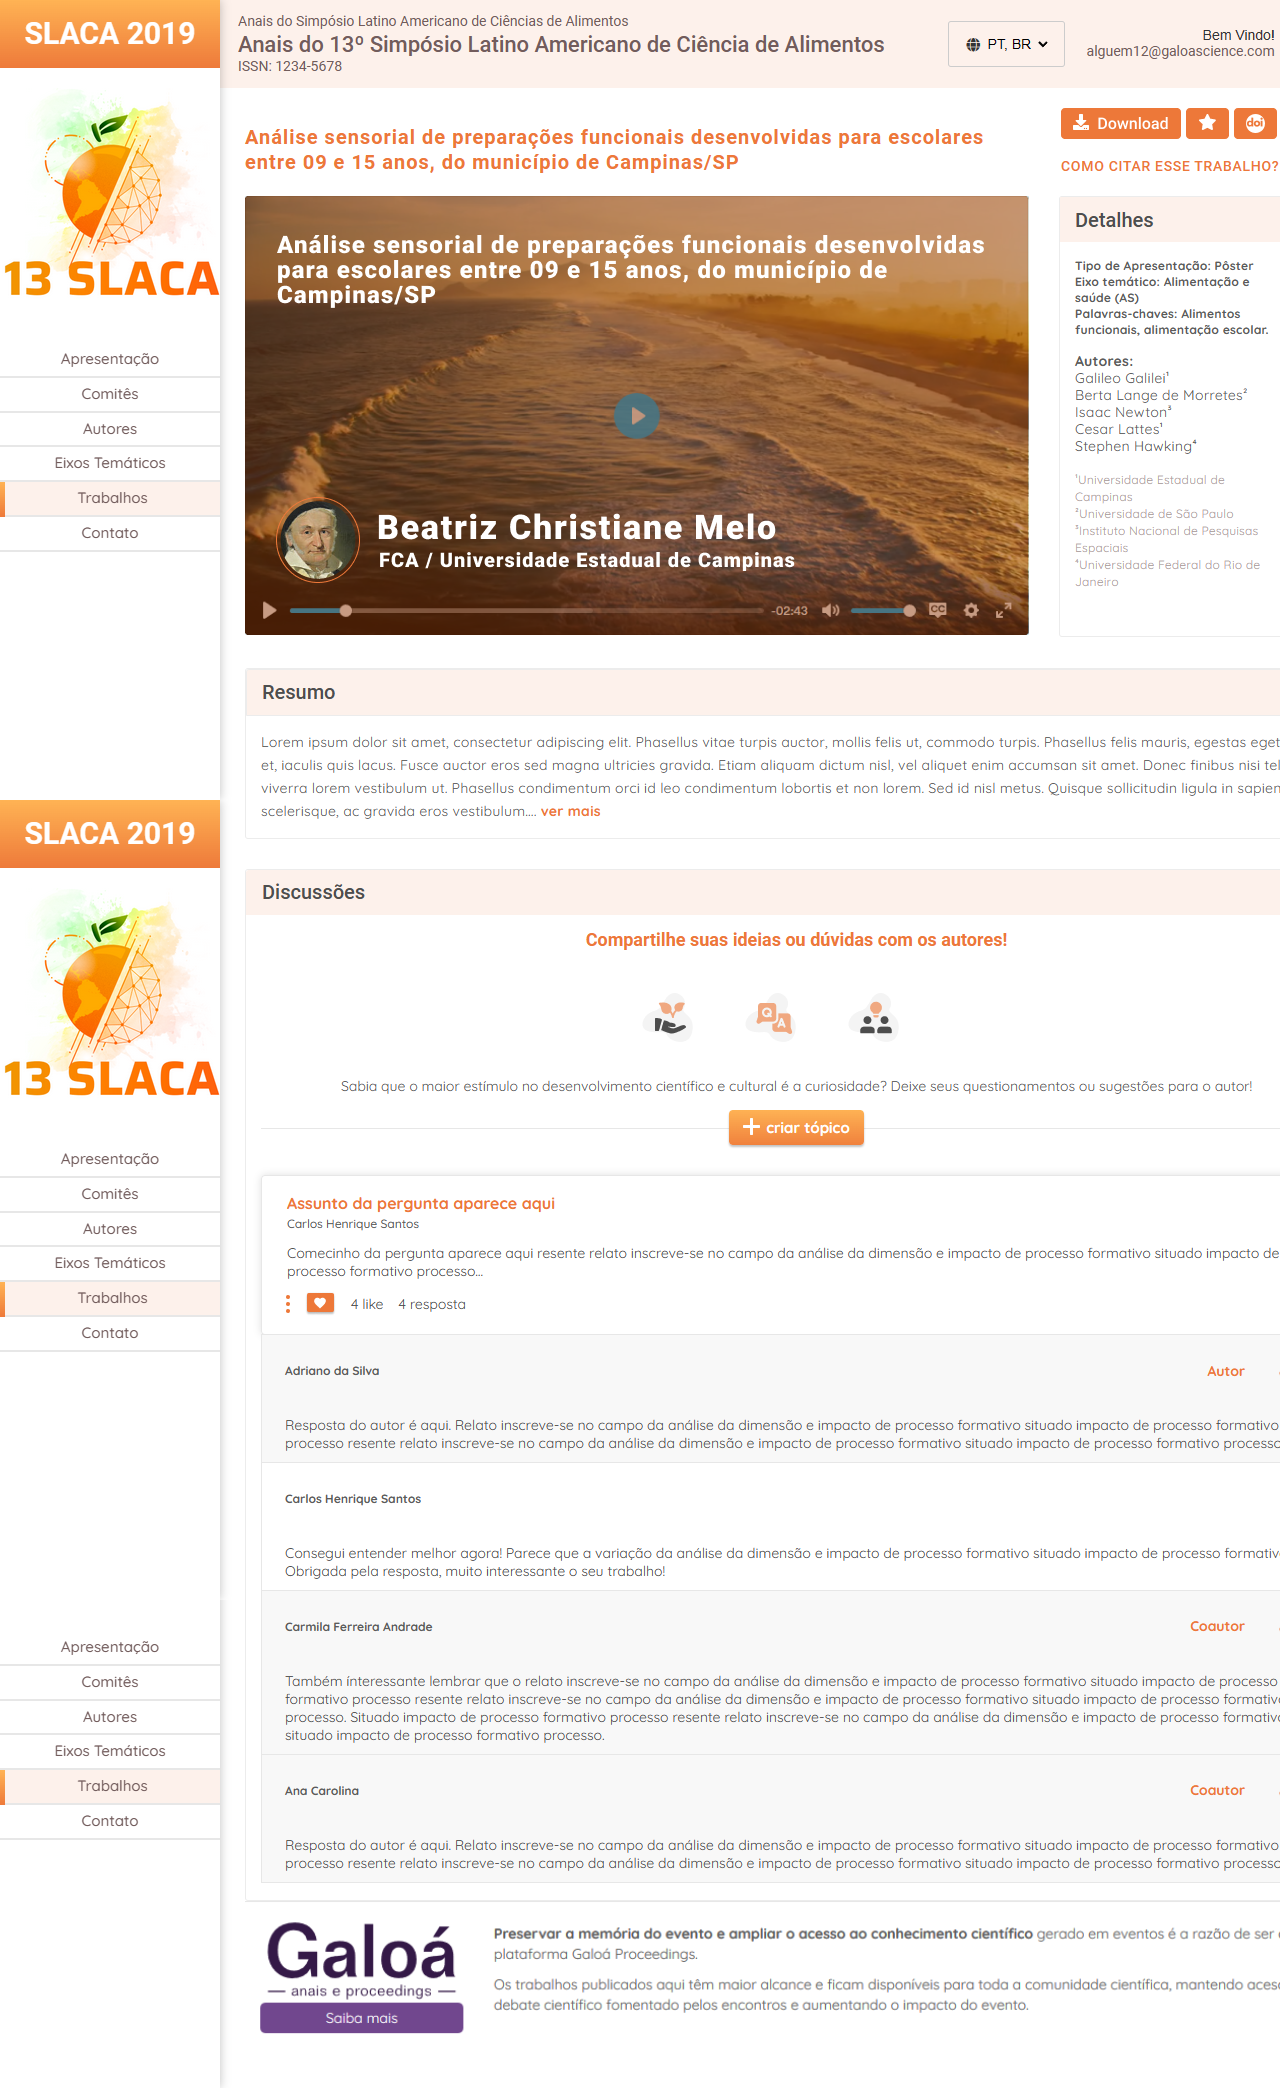 SLACA 2019
13 SLACA
Apresentação
Comitês
Autores
Eixos Temáticos
Trabalhos
Contato
Anais do Simpósio Latino Americano de Ciências de Alimentos
Anais do 13º Simpósio Latino Americano de Ciência de Alimentos
ISSN: 1234-5678
PT, BR
Bem Vindo!
alguem12@galoascience.com
Análise sensorial de preparações funcionais desenvolvidas para escolares
entre 09 e 15 anos, do município de Campinas/SP
Download
doi
COMO CITAR ESSE TRABALHO?
Análise sensorial de preparações funcionais desenvolvidas
para escolares entre 09 e 15 anos, do município de
Campinas/SP
Beatriz Christiane Melo
FCA / Universidade Estadual de Campinas
-02:43
CC
Detalhes
Tipo de Apresentação: Pôster
Eixo temático: Alimentação e
saúde (AS)
Palavras-chaves: Alimentos
funcionais, alimentação escolar.
Autores:
Galileo Galilei¹
Berta Lange de Morretes²
Isaac Newton³
Cesar Lattes¹
Stephen Hawking⁴
¹Universidade Estadual de
Campinas
²Universidade de São Paulo
³Instituto Nacional de Pesquisas
Espaciais
⁴Universidade Federal do Rio de
Janeiro
Resumo
Lorem ipsum dolor sit amet, consectetur adipiscing elit. Phasellus vitae turpis auctor, mollis felis ut, commodo turpis. Phasellus felis mauris, egestas eget
et, iaculis quis lacus. Fusce auctor eros sed magna ultricies gravida. Etiam aliquam dictum nisl, vel aliquet enim accumsan sit amet. Donec finibus nisi tel
viverra lorem vestibulum ut. Phasellus condimentum orci id leo condimentum lobortis et non lorem. Sed id nisl metus. Quisque sollicitudin ligula in sapien
scelerisque, ac gravida eros vestibulum.... ver mais
SLACA 2019
13 SLACA
Apresentação
Comitês
Autores
Eixos Temáticos
Trabalhos
Contato
Discussões
Compartilhe suas ideias ou dúvidas com os autores!
Q
A
Sabia que o maior estímulo no desenvolvimento científico e cultural é a curiosidade? Deixe seus questionamentos ou sugestões para o autor!
criar tópico
Assunto da pergunta aparece aqui
Carlos Henrique Santos
Comecinho da pergunta aparece aqui resente relato inscreve-se no campo da análise da dimensão e impacto de processo formativo situado impacto de
processo formativo processo...
4 like 4 resposta
Adriano da Silva
Autor
Resposta do autor é aqui. Relato inscreve-se no campo da análise da dimensão e impacto de processo formativo situado impacto de processo formativo
processo resente relato inscreve-se no campo da análise da dimensão e impacto de processo formativo situado impacto de processo formativo processo
Carlos Henrique Santos
Consegui entender melhor agora! Parece que a variação da análise da dimensão e impacto de processo formativo situado impacto de processo formativ
Obrigada pela resposta, muito interessante o seu trabalho!
Carmila Ferreira Andrade
Coautor
Também ínteressante lembrar que o relato inscreve-se no campo da análise da dimensão e impacto de processo formativo situado impacto de processo
formativo processo resente relato inscreve-se no campo da análise da dimensão e impacto de processo formativo situado impacto de processo formativ
processo. Situado impacto de processo formativo processo resente relato inscreve-se no campo da análise da dimensão e impacto de processo formativ
situado impacto de processo formativo processo.
Ana Carolina
Coautor
Resposta do autor é aqui. Relato inscreve-se no campo da análise da dimensão e impacto de processo formativo situado impacto de processo formativo
processo resente relato inscreve-se no campo da análise da dimensão e impacto de processo formativo situado impacto de processo formativo processo
Apresentação
Comitês
Autores
Eixos Temáticos
Trabalhos
Contato
Galoá
anais e proceedings
Saiba mais
Preservar a memória do evento e ampliar o acesso ao conhecimento científico gerado em eventos é a razão de ser
plataforma Galoá Proceedings.
Os trabalhos publicados aqui têm maior alcance e ficam disponíveis para toda a comunidade científica, mantendo aces
debate científico fomentado pelos encontros e aumentando o impacto do evento.